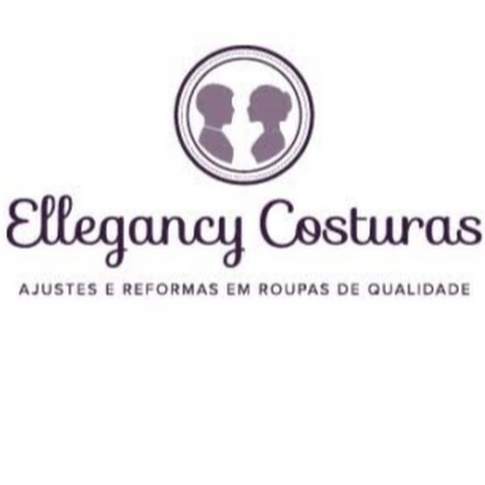 Ellegancy Costuras
AJUSTES E REFORMAS EM ROUPAS DE QUALIDADE